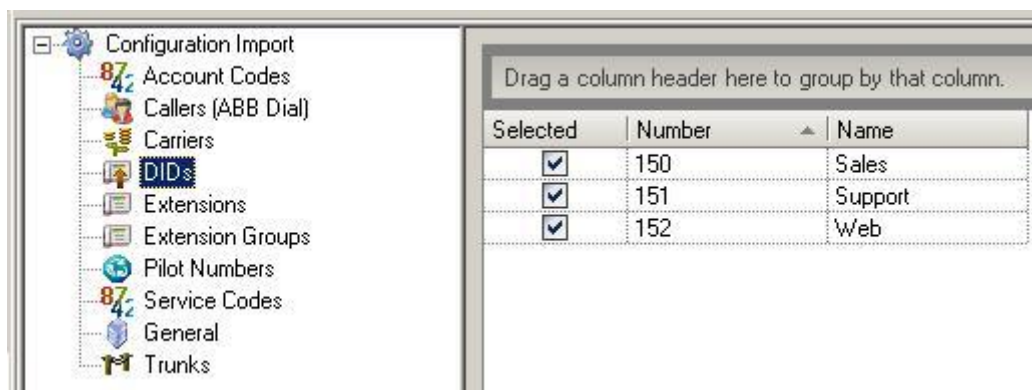 Configuration Import
Account Codes
Callers (ABB Dial)
Carriers
DIDs
Extensions
Extension Groups
Pilot Numbers
Service Codes
General
Trunks
Drag a column header here to group by that column.
Selected Number Name
150 Sales
151 Support
152 Web